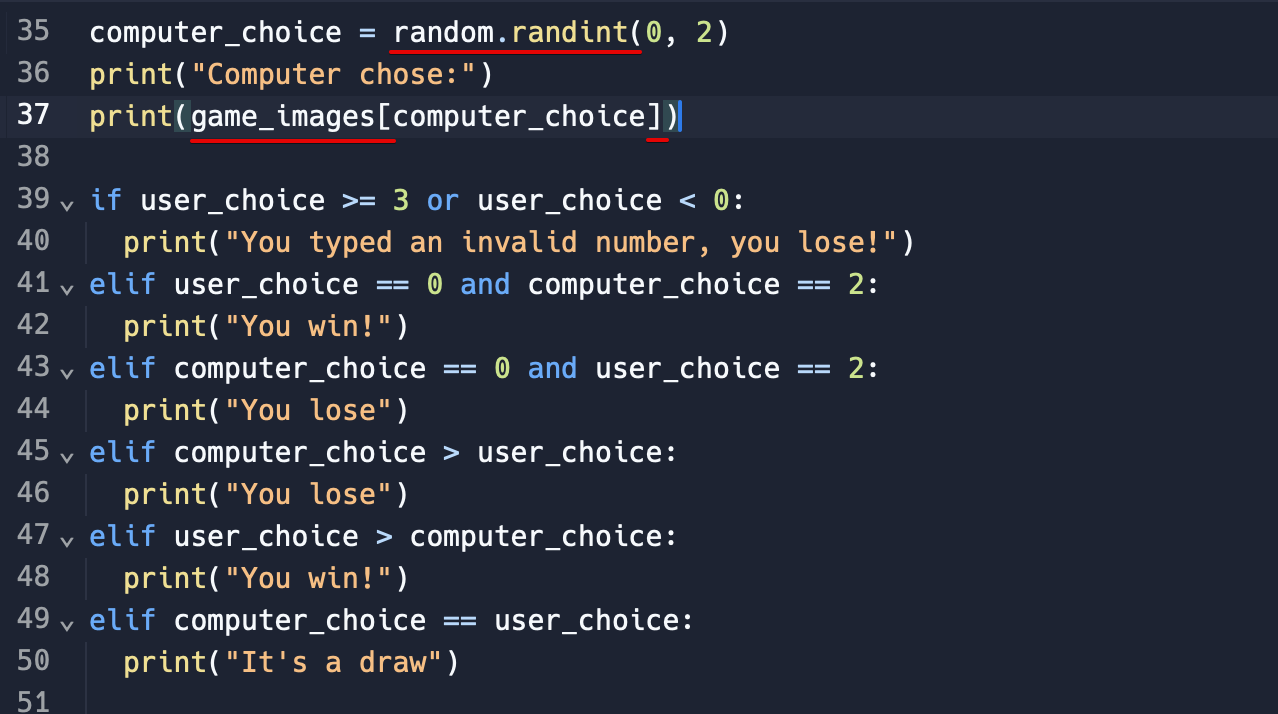 35 computer_choice = random.randint(0, 2)
36 print("Computer chose:")
37 print(game_images[computer_choice])
38
39 if user_choice >= 3 or user_choice < 0:
40   print("You typed an invalid number, you lose!")
41 elif user_choice == 0 and computer_choice == 2:
42   print("You win!")
43 elif computer_choice == 0 and user_choice == 2:
44   print("You lose")
45 elif computer_choice > user_choice:
46   print("You lose")
47 elif user_choice > computer_choice:
48   print("You win!")
49 elif computer_choice == user_choice:
50   print("It's a draw")
51